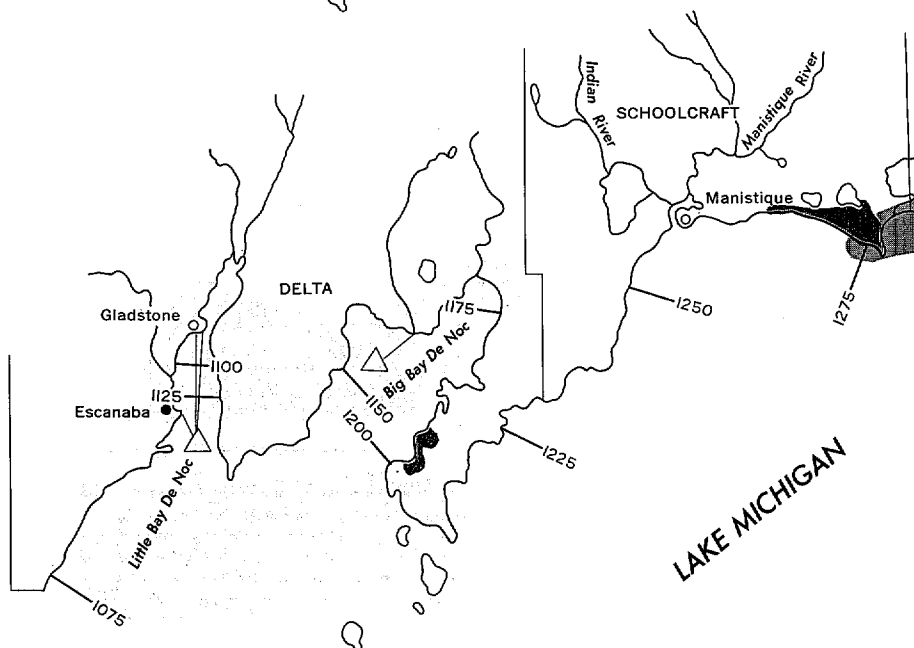 Indian River
SCHOOLCRAFT
Manistique River
Manistique
DELTA
Gladstone
1175
1250
1275
Big Bay De Noc
1100
1125
Escanaba
1150
1200
1225
Little Bay De Noc
LAKE MICHIGAN
1075